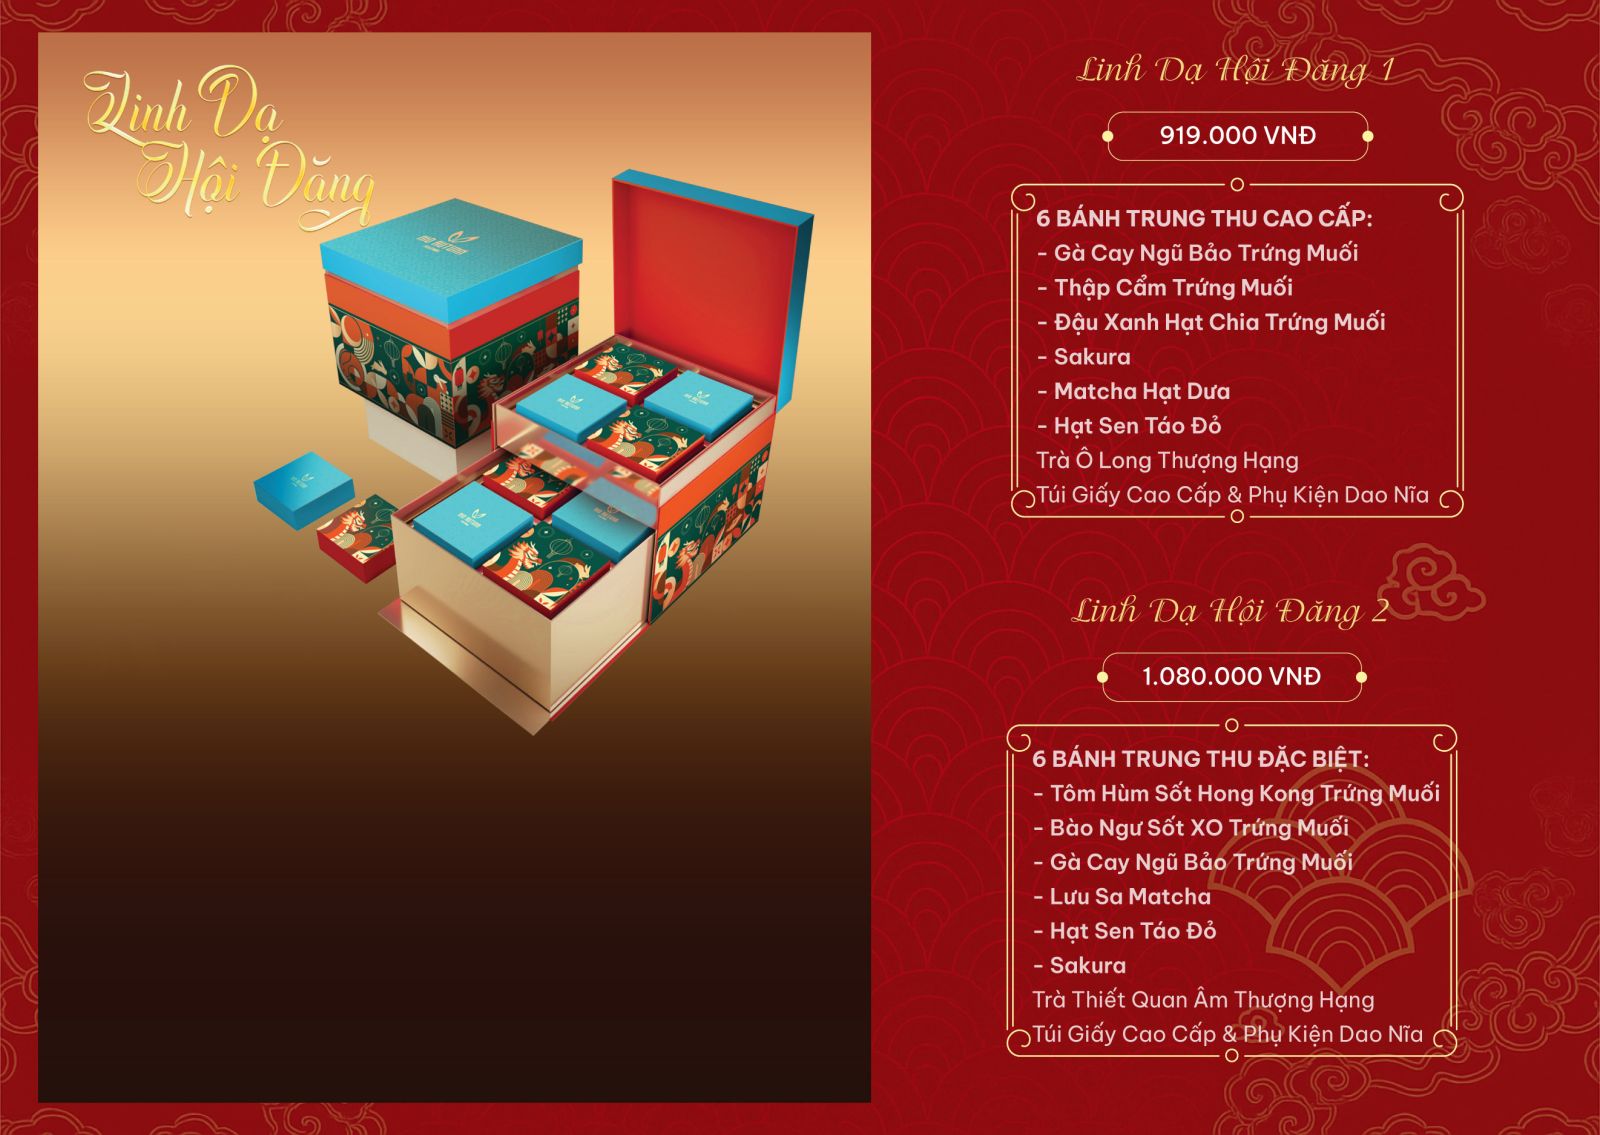 Linh Dạ
Hội Đăng
Linh Dạ Hội Đăng 1
919.000 VNĐ
6 BÁNH TRUNG THU CAO CẤP:
- Gà Cay Ngũ Bảo Trứng Muối
- Thập Cẩm Trứng Muối
- Đậu Xanh Hạt Chia Trứng Muối
- Sakura
- Matcha Hạt Dưa
- Hạt Sen Táo Đỏ
Trà Ô Long Thượng Hạng
Túi Giấy Cao Cấp & Phụ Kiện Dao Nĩa
Linh Dạ Hội Đăng 2
1.080.000 VNĐ
6 BÁNH TRUNG THU ĐẶC BIỆT:
- Tôm Hùm Sốt Hong Kong Trứng Muối
- Bào Ngư Sốt XO Trứng Muối
- Gà Cay Ngũ Bảo Trứng Muối
- Lưu Sa Matcha
- Hạt Sen Táo Đỏ
- Sakura
Trà Thiết Quan Âm Thượng Hạng
Túi Giấy Cao Cấp & Phụ Kiện Dao Nĩa